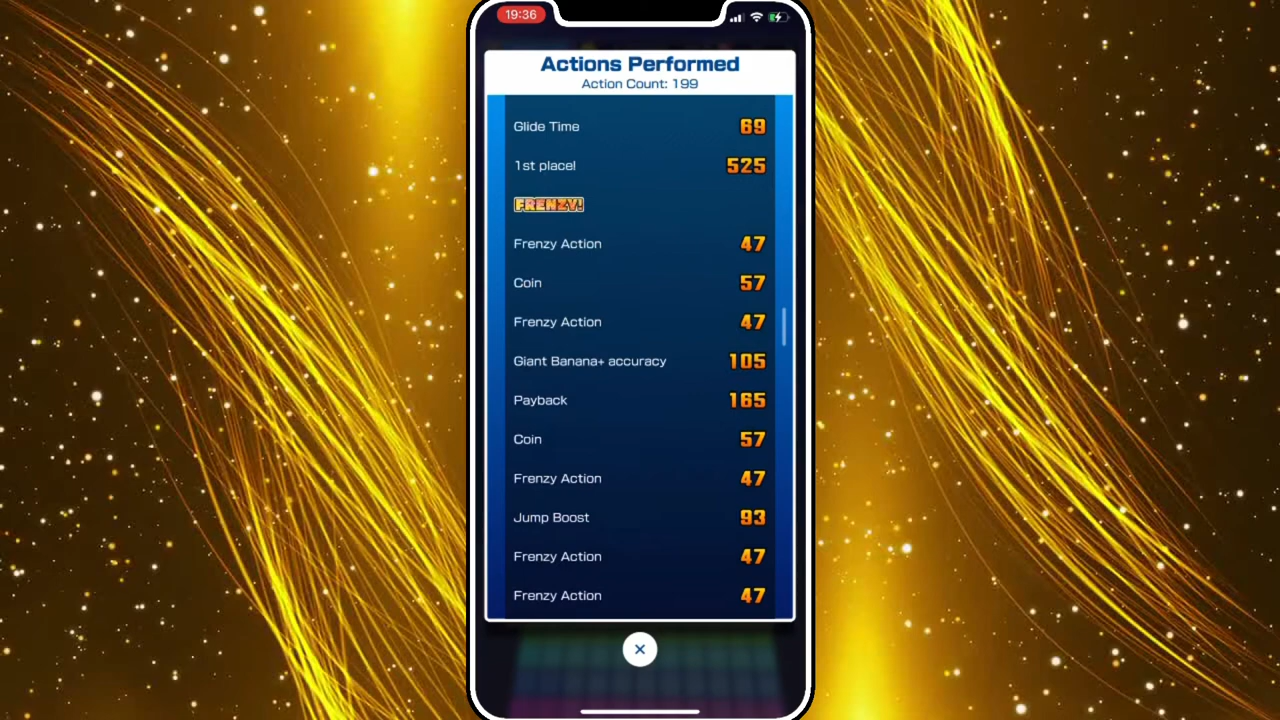 19:36
Actions Performed
Action Count: 199
Glide Time 69
1st place! 525
FRENZY!
Frenzy Action 47
Coin 57
Frenzy Action 47
Giant Banana+ accuracy 105
Payback 165
Coin 57
Frenzy Action 47
Jump Boost 93
Frenzy Action 47
Frenzy Action 47